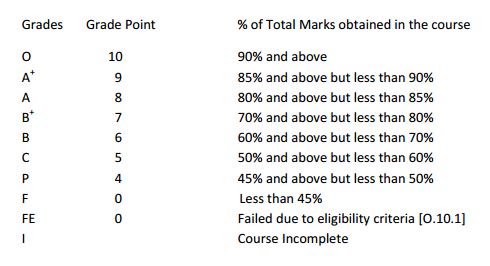 Grades Grade Point % of Total Marks obtained in the course
O 10 90% and above
A+ 9 85% and above but less than 90%
A 8 80% and above but less than 85%
B+ 7 70% and above but less than 80%
B 6 60% and above but less than 70%
C 5 50% and above but less than 60%
P 4 45% and above but less than 50%
F 0 Less than 45%
FE 0 Failed due to eligibility criteria [O.10.1]
I Course Incomplete